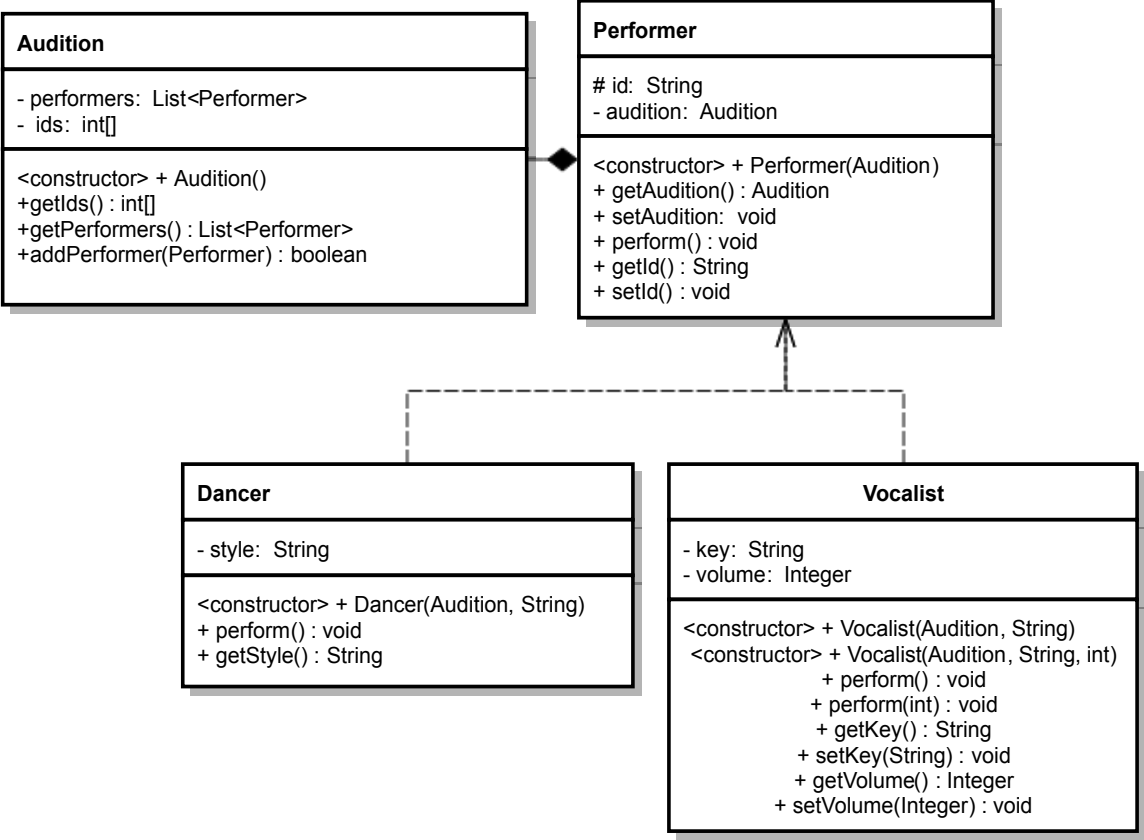 Audition
- performers: List<Performer>
- ids: int[]
<constructor> + Audition()
+getIds() : int[]
+getPerformers() : List<Performer>
+addPerformer(Performer) : boolean
Performer
# id: String
- audition: Audition
<constructor> + Performer(Audition)
+ getAudition() : Audition
+ setAudition: void
+ perform() : void
+ getId() : String
+ setId() : void
Dancer
- style: String
<constructor> + Dancer(Audition, String)
+ perform() : void
+ getStyle() : String
Vocalist
- key: String
- volume: Integer
<constructor> + Vocalist(Audition, String)
<constructor> + Vocalist(Audition, String, int)
+ perform() : void
+ perform(int) : void
+ getKey() : String
+ setKey(String) : void
+ getVolume() : Integer
+ setVolume(Integer) : void